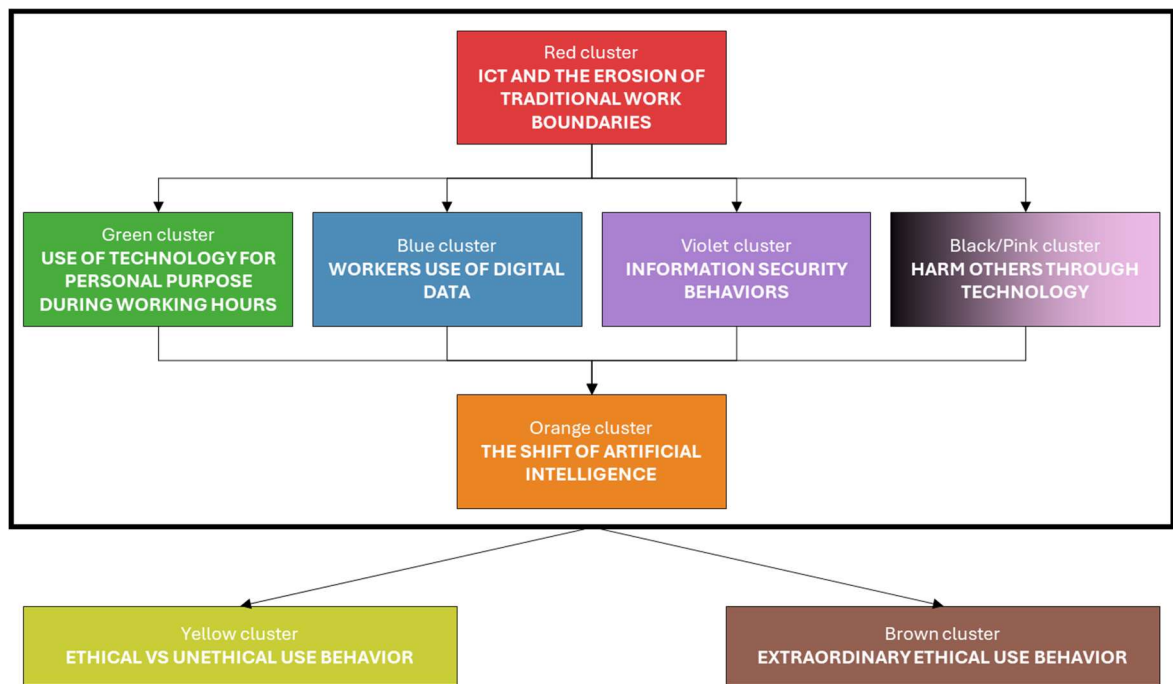 Red cluster
ICT AND THE EROSION OF
TRADITIONAL WORK
BOUNDARIES
Green cluster
USE OF TECHNOLOGY FOR
PERSONAL PURPOSE
DURING WORKING HOURS
Blue cluster
WORKERS USE OF DIGITAL
DATA
Violet cluster
INFORMATION SECURITY
BEHAVIORS
Black/Pink cluster
HARM OTHERS THROUGH
TECHNOLOGY
Orange cluster
THE SHIFT OF ARTIFICIAL
INTELLIGENCE
Yellow cluster
ETHICAL VS UNETHICAL USE BEHAVIOR
Brown cluster
EXTRAORDINARY ETHICAL USE BEHAVIOR